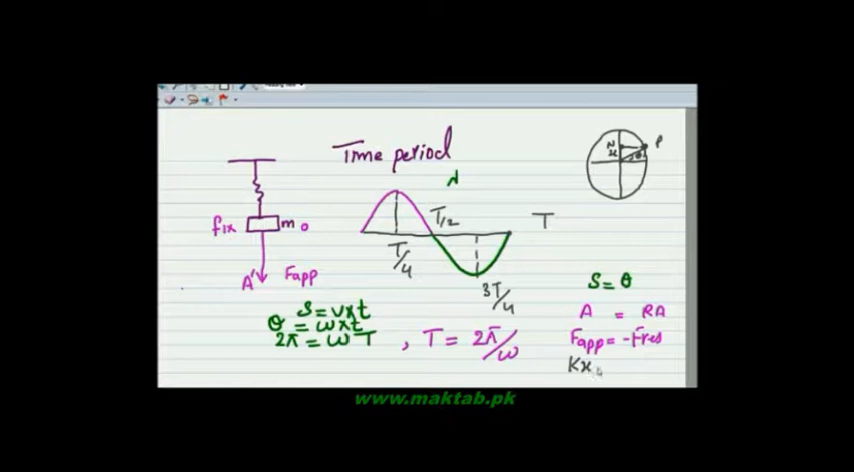 Time period
N
P
x
θ
N
T/2
T
fix
m
o
T/4
A'
Fapp
3T/4
S = θ
S = v×t
θ = ω×t
2π = ω T , T = 2π/ω
A = RA
Fapp = -Fres
Kx
www.maktab.pk